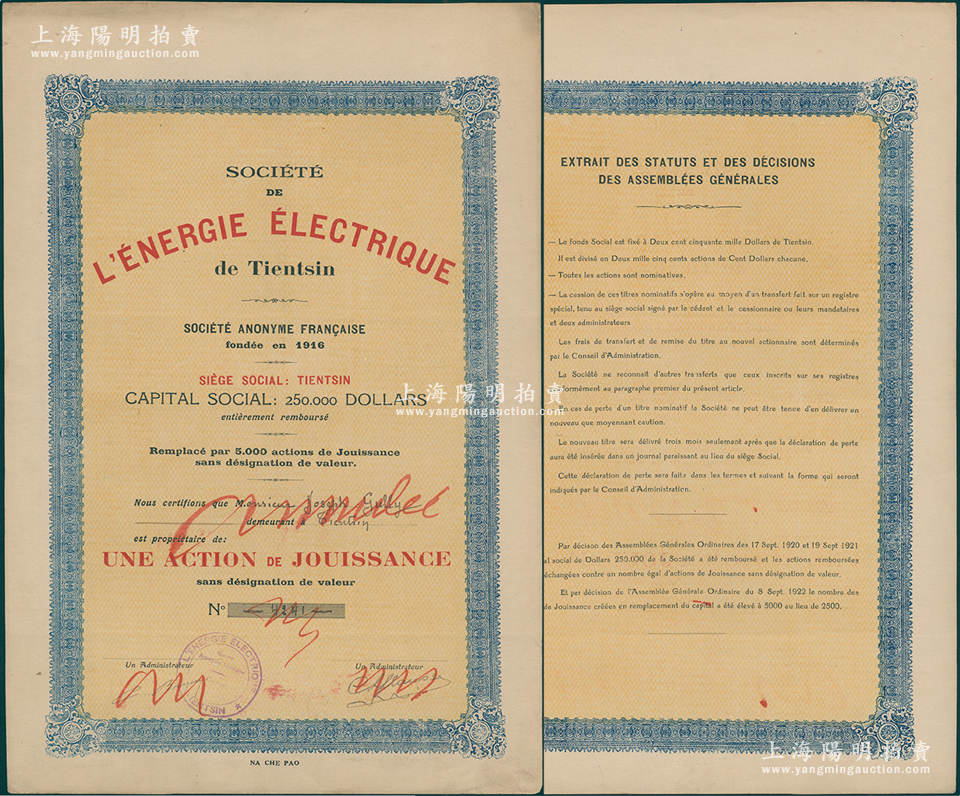 上海陽明拍賣
www.yangmingauction.com
SOCIÉTÉ
DE
L'ÉNERGIE ÉLECTRIQUE
de Tientsin
SOCIÉTÉ ANONYME FRANÇAISE
fondée en 1916
SIÈGE SOCIAL: TIENTSIN
CAPITAL SOCIAL: 250.000 DOLLARS
entièrement remboursé
Remplacé par 5.000 actions de Jouissance
sans désignation de valeur.
Nous certifions que Monsieur Joseph
demeurant à Tientsin
est propriétaire de:
UNE ACTION DE JOUISSANCE
sans désignation de valeur
No 4241
Un Administrateur
Un Administrateur
L'ENERGIE ELECTRIQUE
TIENTSIN
NA CHE PAO
EXTRAIT DES STATUTS ET DES DÉCISIONS
DES ASSEMBLÉES GÉNÉRALES
— Le fonds Social est fixé à Deux cent cinquante mille Dollars de Tientsin.
Il est divisé en Deux mille cinq cents actions de Cent Dollars chacune.
— Toutes les actions sont nominatives.
— La cession de ces titres nominatifs s'opère au moyen d'un transfert fait sur un registre
spécial, tenu au siège social signé par le cédant et le cessionnaire ou leurs mandataires
et deux administrateurs
Les frais de transfert et de remise du titre au nouvel actionnaire sont déterminés
par le Conseil d'Administration.
La Société ne reconnaît d'autres transferts que ceux inscrits sur ses registres
formément au paragraphe premier du présent article.
cas de perte d'un titre nominatif la Société ne peut être tenue d'en délivrer un
nouveau que moyennant caution.
Le nouveau titre sera délivré trois mois seulement après que la déclaration de perte
aura été insérée dans un journal paraissant au lieu du siège Social.
Cette déclaration de perte sera faite dans les termes et suivant la forme qui seront
indiqués par le Conseil d'Administration.
Par décison des Assemblées Générales Ordinaires des 17 Sept. 1920 et 19 Sept 1921
al social de Dollars 250.000 de la Société a été remboursé et les actions remboursées
échangées contre un nombre égal d'actions de Jouissance sans désignation de valeur.
Et par décision de l'Assemblée Générale Ordinaire du 8 Sept. 1922 le nombre des
de Jouissance créées en remplacement du capital a été élevé à 5000 au lieu de 2500.
上海陽明拍賣
www.yangmingauction.com
上海陽明拍賣
www.yangmingauction.com